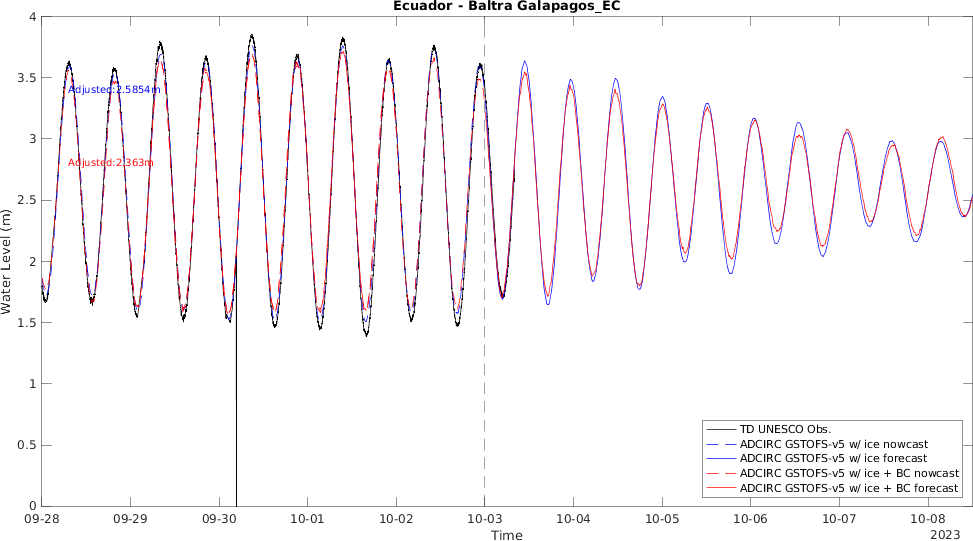 Ecuador - Baltra Galapagos_EC
4
3.5
3
2.5
2
1.5
1
0.5
0
Water Level (m)
Adjusted:2.5854m
Adjusted:2.363m
TD UNESCO Obs.
ADCIRC GSTOFS-v5 w/ ice nowcast
ADCIRC GSTOFS-v5 w/ ice forecast
ADCIRC GSTOFS-v5 w/ ice + BC nowcast
ADCIRC GSTOFS-v5 w/ ice + BC forecast
09-28 09-29 09-30 10-01 10-02 10-03 10-04 10-05 10-06 10-07 10-08
Time
2023